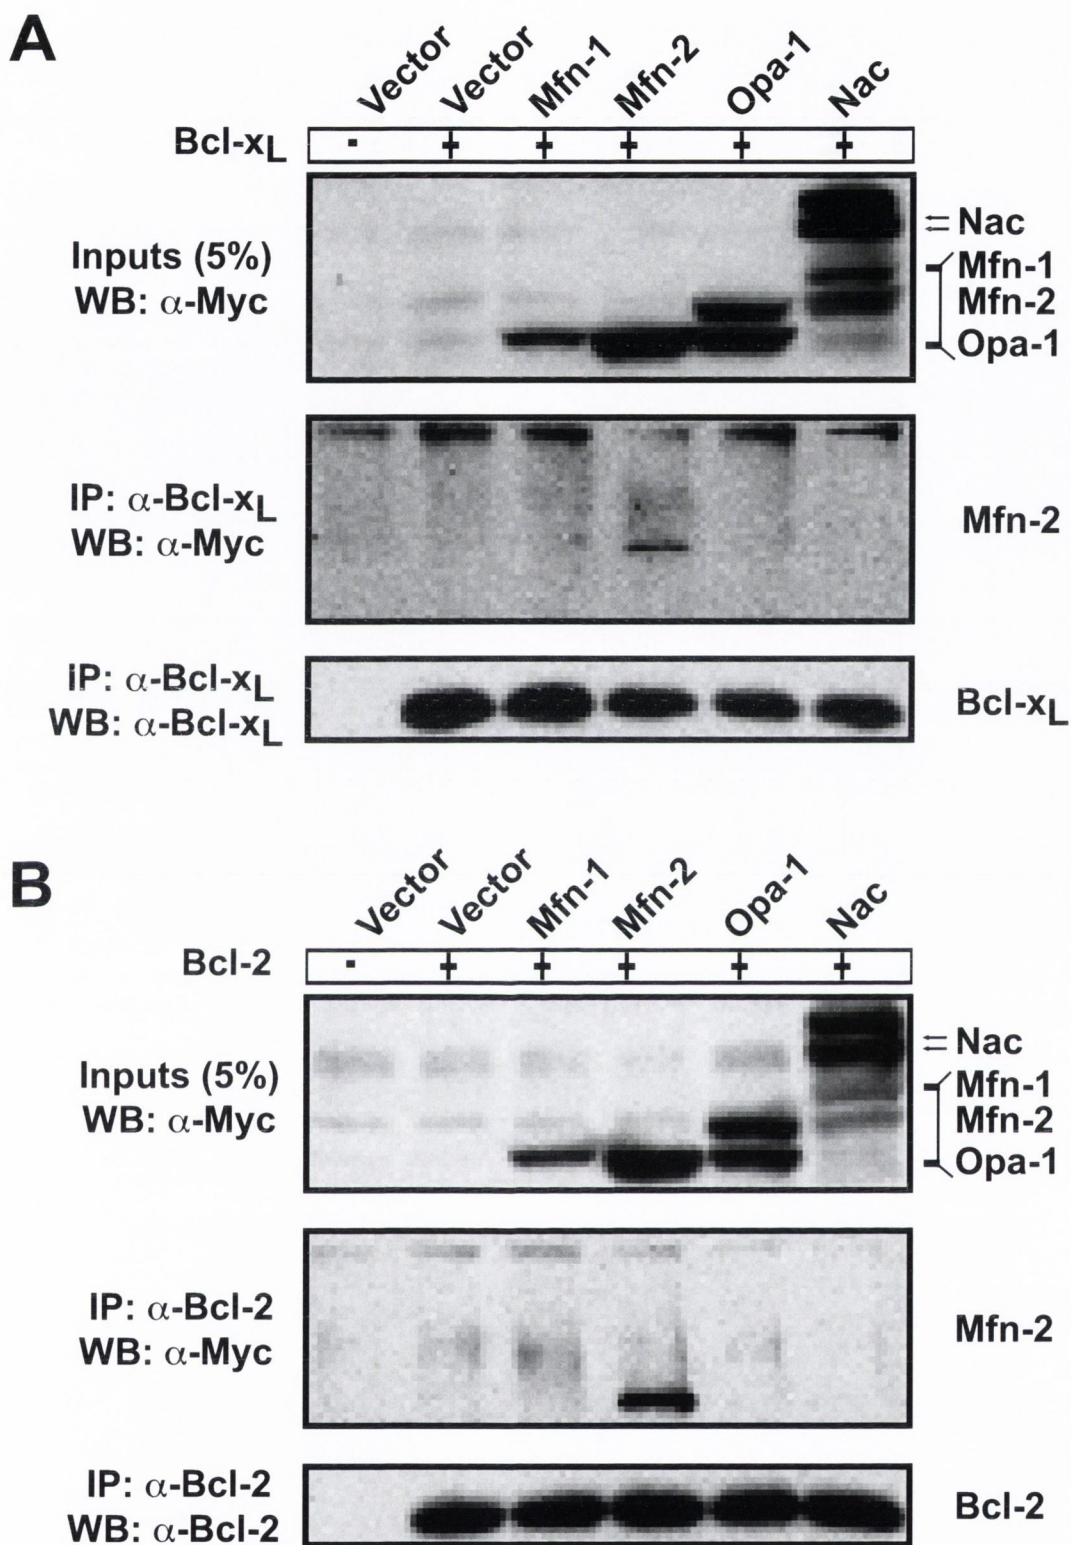 A
Vector Vector Mfn-1 Mfn-2 Opa-1 Nac
Bcl-xL - + + + + +
Inputs (5%)
WB: α-Myc
Nac
Mfn-1
Mfn-2
Opa-1
IP: α-Bcl-xL
WB: α-Myc
Mfn-2
IP: α-Bcl-xL
WB: α-Bcl-xL
Bcl-xL
B
Vector Vector Mfn-1 Mfn-2 Opa-1 Nac
Bcl-2 - + + + + +
Inputs (5%)
WB: α-Myc
Nac
Mfn-1
Mfn-2
Opa-1
IP: α-Bcl-2
WB: α-Myc
Mfn-2
IP: α-Bcl-2
WB: α-Bcl-2
Bcl-2